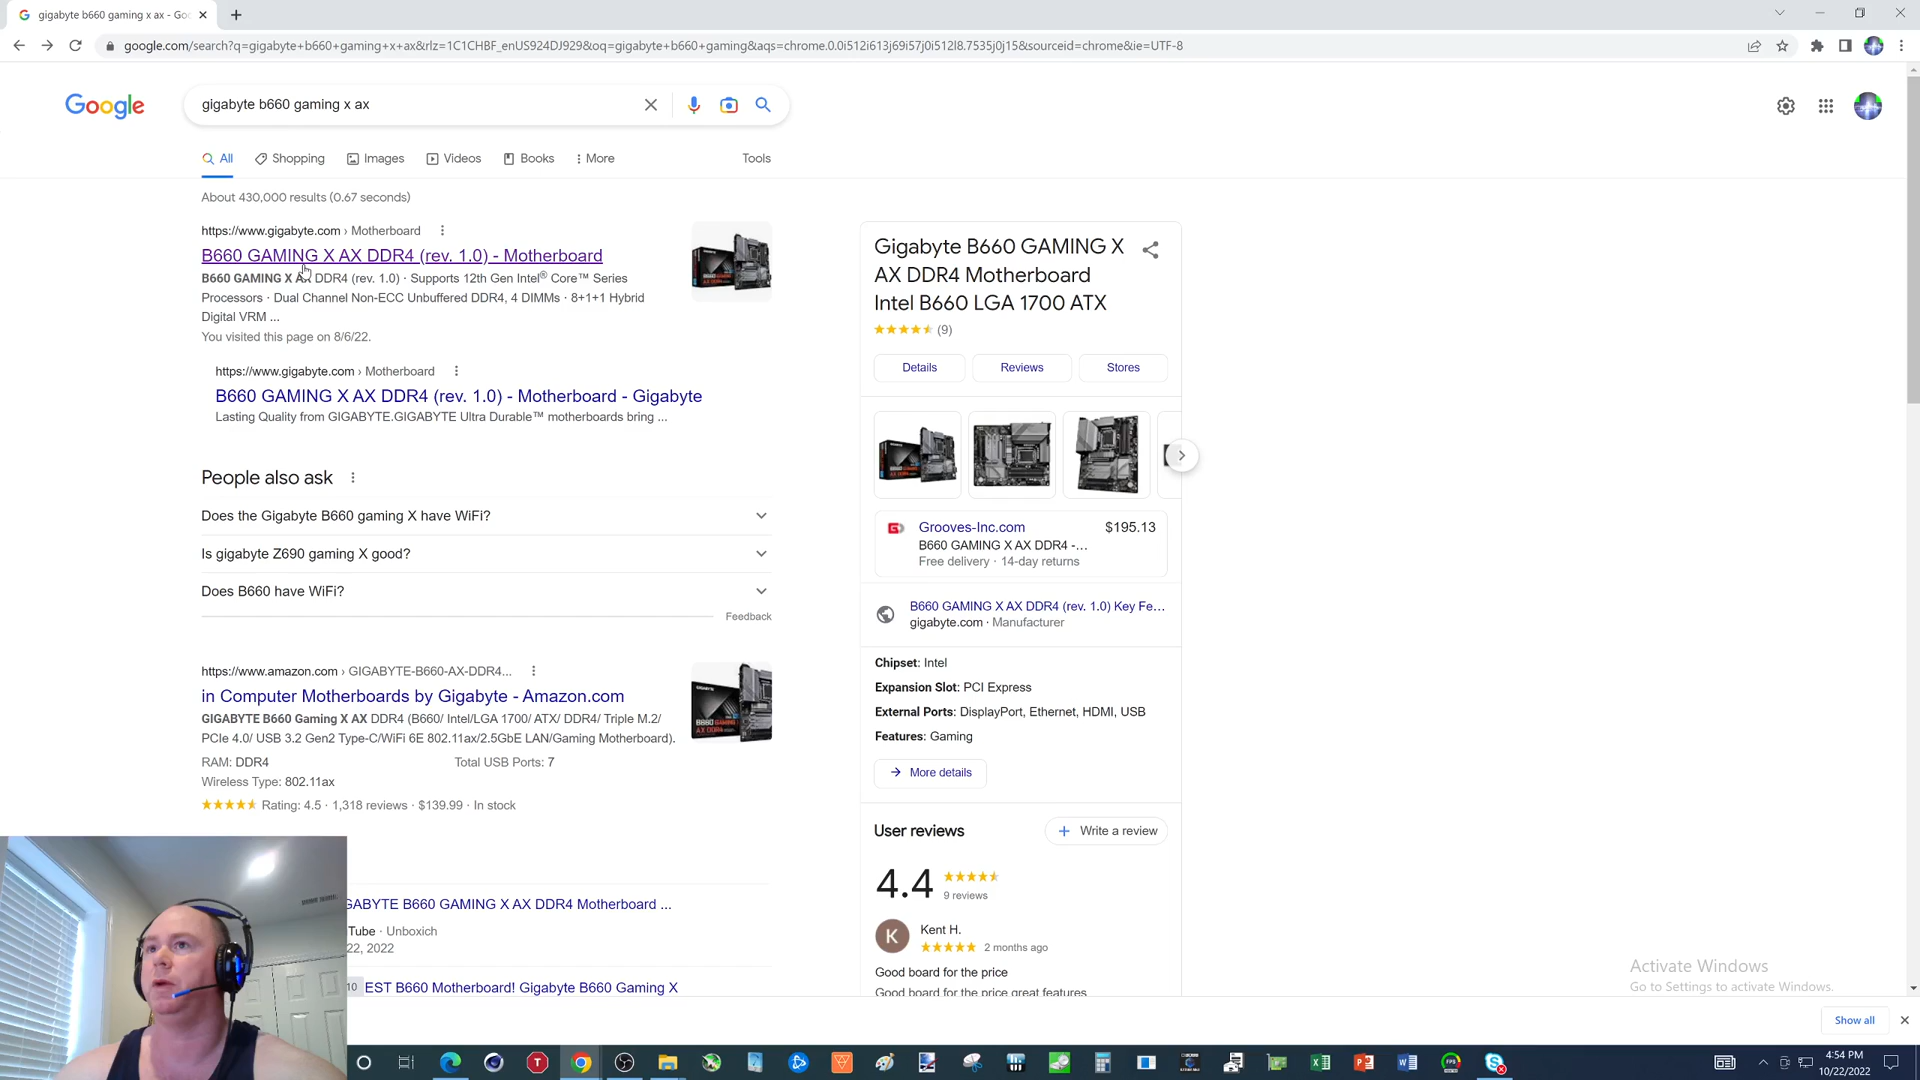 gigabyte b660 gaming x ax - Goo
google.com/search?q=gigabyte+b660+gaming+x+ax&rlz=1C1CHBF_enUS924DJ929&oq=gigabyte+b660+gaming&aqs=chrome.0.0i512i613j69i57j0i512l8.7535j0j15&sourceid=chrome&ie=UTF-8
Google
gigabyte b660 gaming x ax
All
Shopping
Images
Videos
Books
More
Tools
About 430,000 results (0.67 seconds)
https://www.gigabyte.com › Motherboard
B660 GAMING X AX DDR4 (rev. 1.0) - Motherboard
B660 GAMING X AX DDR4 (rev. 1.0) · Supports 12th Gen Intel® Core™ Series
Processors · Dual Channel Non-ECC Unbuffered DDR4, 4 DIMMs · 8+1+1 Hybrid
Digital VRM ...
You visited this page on 8/6/22.
https://www.gigabyte.com › Motherboard
B660 GAMING X AX DDR4 (rev. 1.0) - Motherboard - Gigabyte
Lasting Quality from GIGABYTE.GIGABYTE Ultra Durable™ motherboards bring ...
People also ask
Does the Gigabyte B660 gaming X have WiFi?
Is gigabyte Z690 gaming X good?
Does B660 have WiFi?
Feedback
https://www.amazon.com › GIGABYTE-B660-AX-DDR4...
in Computer Motherboards by Gigabyte - Amazon.com
GIGABYTE B660 Gaming X AX DDR4 (B660/ Intel/LGA 1700/ ATX/ DDR4/ Triple M.2/
PCIe 4.0/ USB 3.2 Gen2 Type-C/WiFi 6E 802.11ax/2.5GbE LAN/Gaming Motherboard).
RAM: DDR4
Total USB Ports: 7
Wireless Type: 802.11ax
Rating: 4.5 · 1,318 reviews · $139.99 · In stock
GABYTE B660 GAMING X AX DDR4 Motherboard ...
Tube · Unboxich
22, 2022
10
EST B660 Motherboard! Gigabyte B660 Gaming X
Gigabyte B660 GAMING X
AX DDR4 Motherboard
Intel B660 LGA 1700 ATX
(9)
Details
Reviews
Stores
Grooves-Inc.com
$195.13
B660 GAMING X AX DDR4 -...
Free delivery · 14-day returns
B660 GAMING X AX DDR4 (rev. 1.0) Key Fe...
gigabyte.com · Manufacturer
Chipset: Intel
Expansion Slot: PCI Express
External Ports: DisplayPort, Ethernet, HDMI, USB
Features: Gaming
More details
User reviews
Write a review
4.4
9 reviews
K
Kent H.
2 months ago
Good board for the price
Good board for the price great features
Activate Windows
Go to Settings to activate Windows.
Show all
4:54 PM
10/22/2022